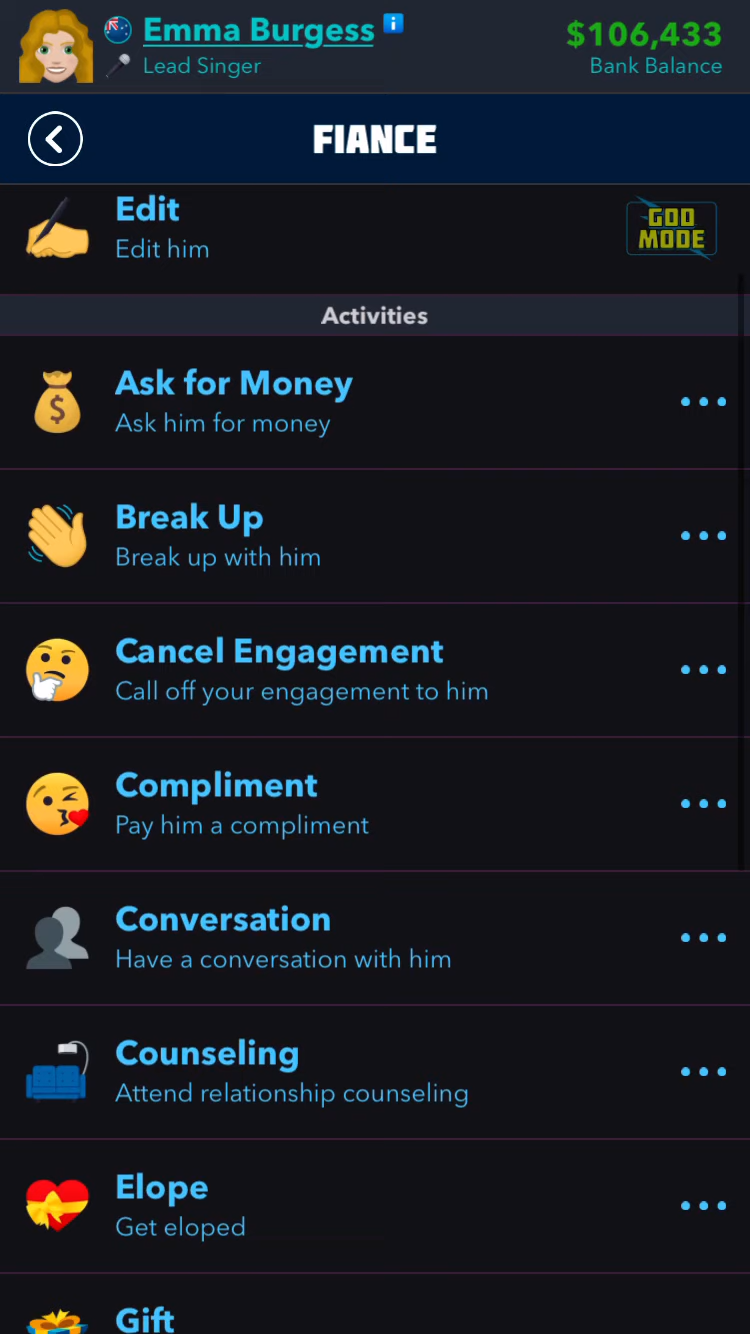 Emma Burgess
$106,433
Lead Singer
Bank Balance
FIANCE
Edit
Edit him
GOD
MODE
Activities
Ask for Money
Ask him for money
Break Up
Break up with him
Cancel Engagement
Call off your engagement to him
Compliment
Pay him a compliment
Conversation
Have a conversation with him
Counseling
Attend relationship counseling
Elope
Get eloped
Gift